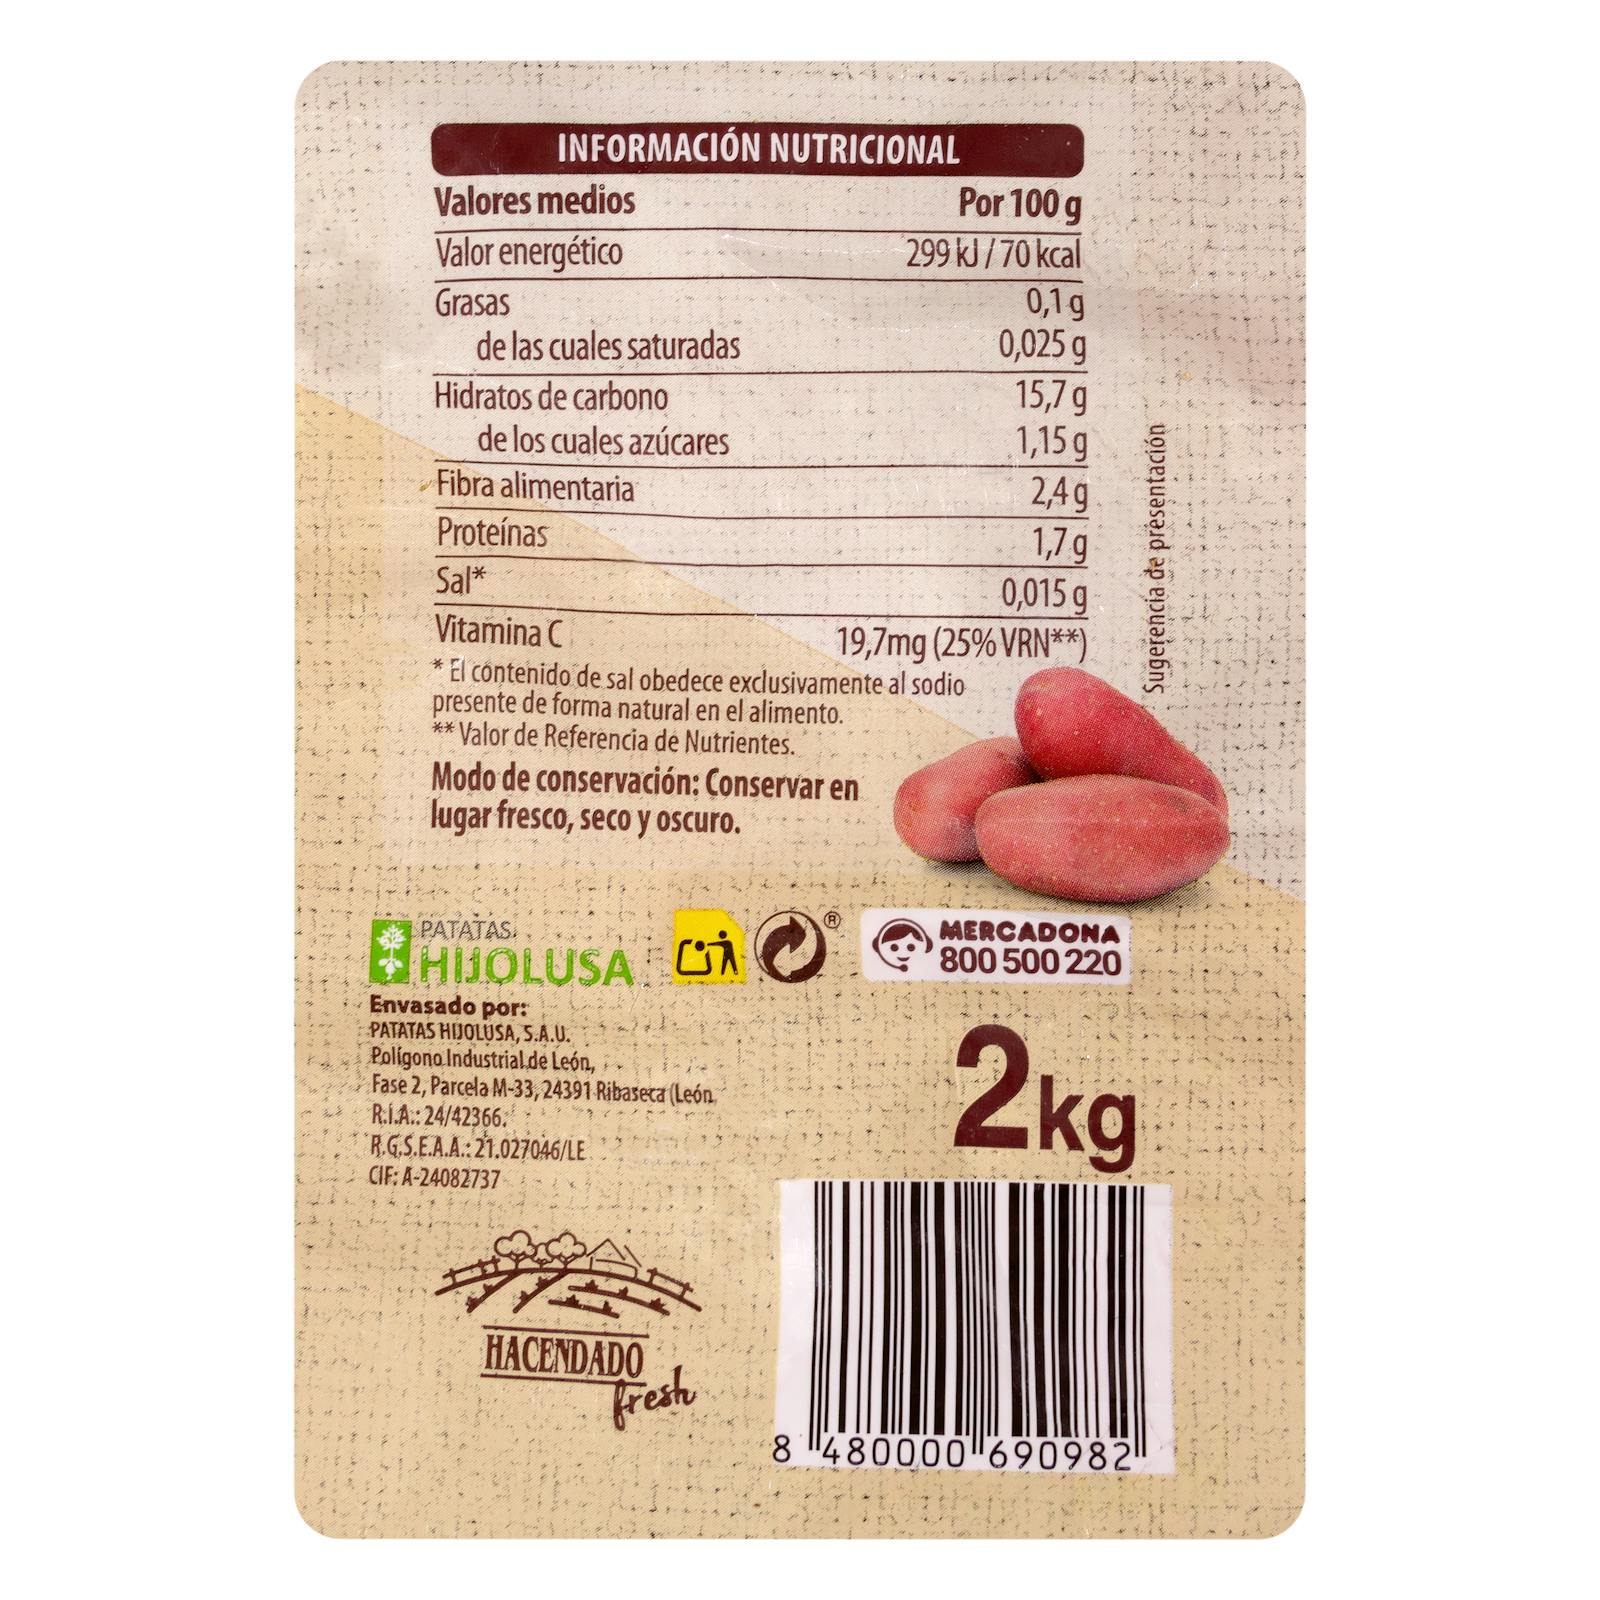 INFORMACIÓN NUTRICIONAL
Valores medios Por 100 g
Valor energético 299 kJ / 70 kcal
Grasas 0,1 g
de las cuales saturadas 0,025 g
Hidratos de carbono 15,7 g
de los cuales azúcares 1,15 g
Fibra alimentaria 2,4 g
Proteínas 1,7 g
Sal* 0,015 g
Vitamina C 19,7mg (25% VRN**)
* El contenido de sal obedece exclusivamente al sodio
presente de forma natural en el alimento.
** Valor de Referencia de Nutrientes.
Modo de conservación: Conservar en
lugar fresco, seco y oscuro.
Sugerencia de presentación
PATATAS
HIJOLUSA
®
MERCADONA
800 500 220
Envasado por:
PATATAS HIJOLUSA, S.A.U.
Polígono Industrial de León,
Fase 2, Parcela M-33, 24391 Ribaseca (León
R.I.A.: 24/42366.
R.G.S.E.A.A.: 21.027046/LE
CIF: A-24082737
2kg
HACENDADO
fresh
8 480000 690982